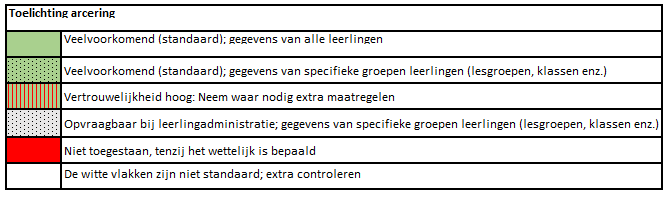 Toelichting arcering
Veelvoorkomend (standaard); gegevens van alle leerlingen
Veelvoorkomend (standaard); gegevens van specifieke groepen leerlingen (lesgroepen, klassen enz.)
Vertrouwelijkheid hoog: Neem waar nodig extra maatregelen
Opvraagbaar bij leerlingadministratie; gegevens van specifieke groepen leerlingen (lesgroepen, klassen enz.)
Niet toegestaan, tenzij het wettelijk is bepaald
De witte vlakken zijn niet standaard; extra controleren